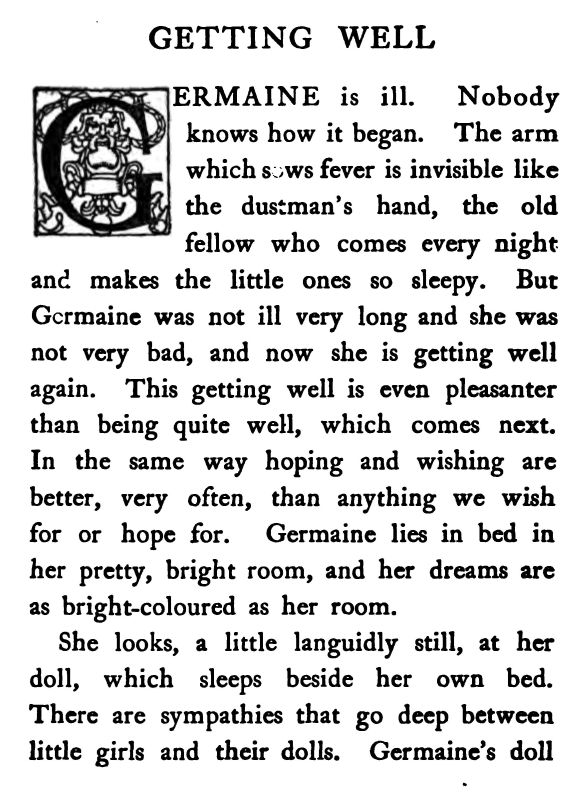 GETTING WELL
GERMAINE is ill. Nobody
knows how it began. The arm
which sows fever is invisible like
the dustman's hand, the old
fellow who comes every night
and makes the little ones so sleepy. But
Germaine was not ill very long and she was
not very bad, and now she is getting well
again. This getting well is even pleasanter
than being quite well, which comes next.
In the same way hoping and wishing are
better, very often, than anything we wish
for or hope for. Germaine lies in bed in
her pretty, bright room, and her dreams are
as bright-coloured as her room.
She looks, a little languidly still, at her
doll, which sleeps beside her own bed.
There are sympathies that go deep between
little girls and their dolls. Germaine's doll